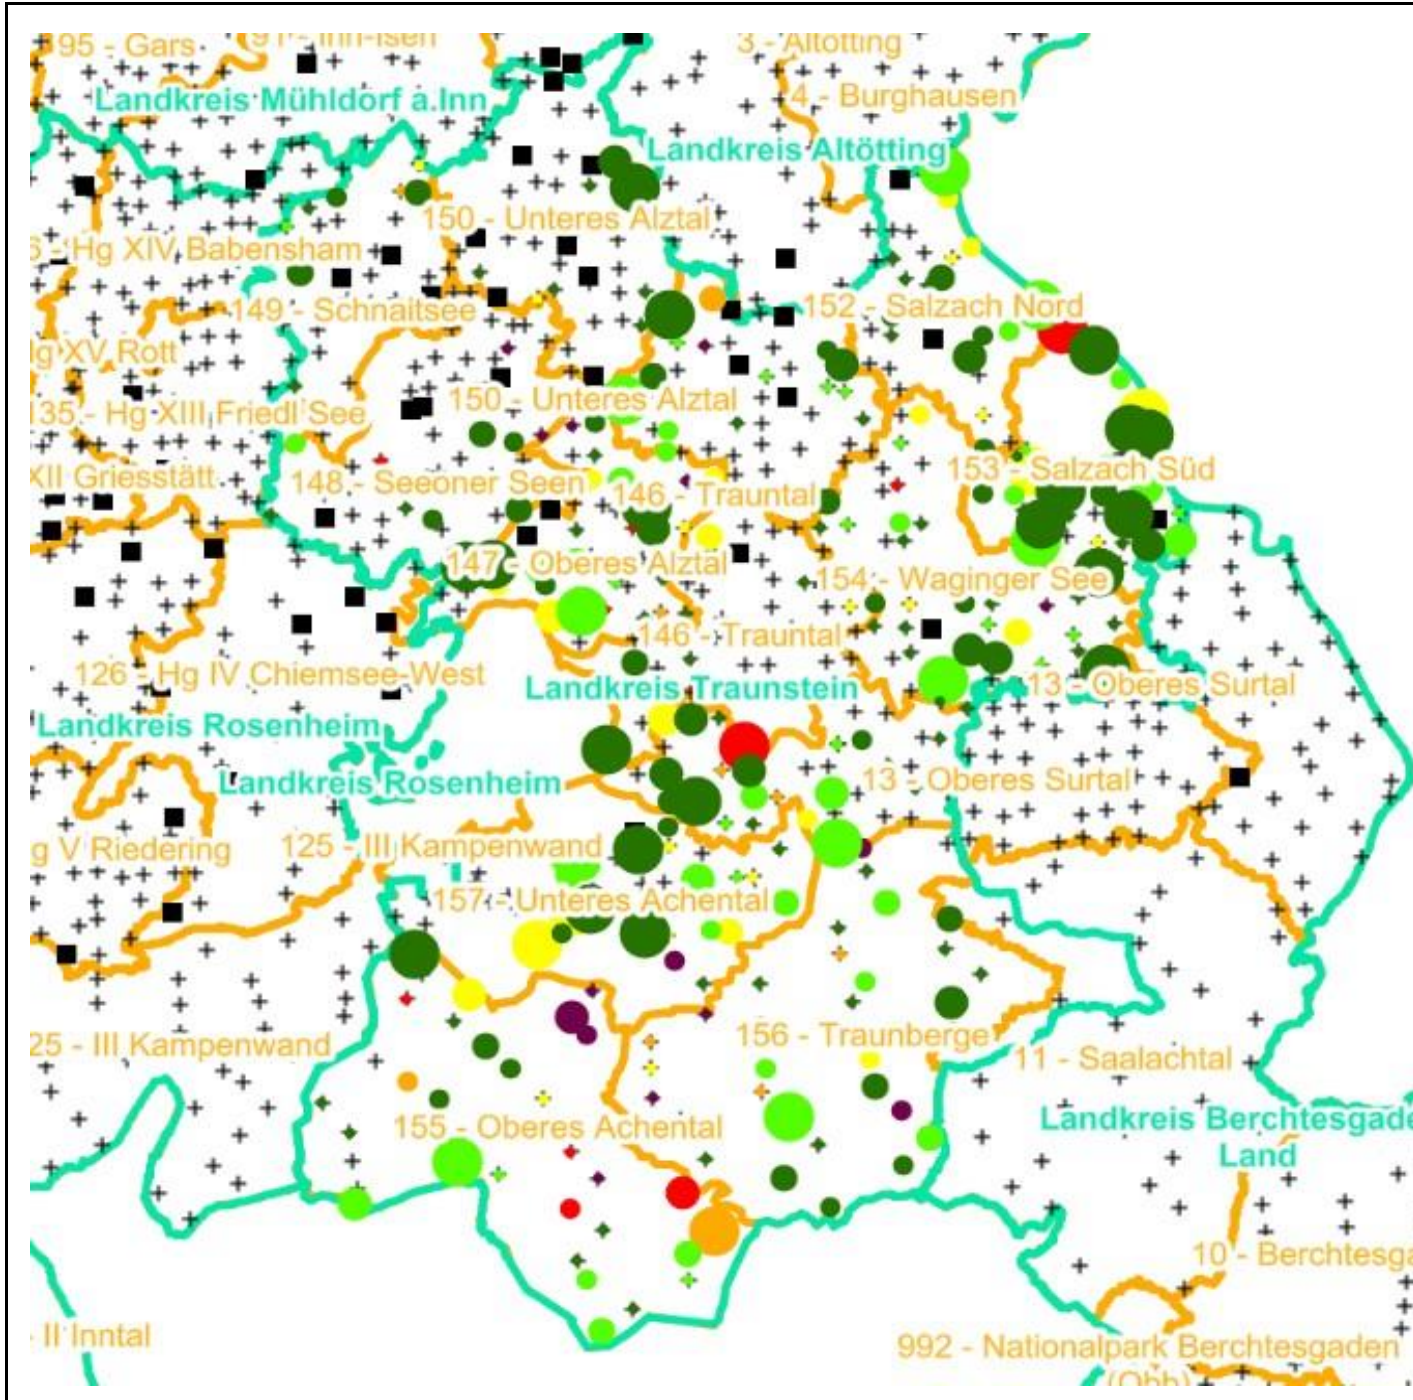 195 - Gars
91 - Inn-Isen
3 - Altötting
4 - Burghausen
Landkreis Mühldorf a.Inn
Landkreis Altötting
150 - Unteres Alztal
6 - Hg XIV Babensham
149 - Schnaitsee
152 - Salzach Nord
Hg XV Rott
150 - Unteres Alztal
135 - Hg XIII Friedl See
XII Griesstätt
148 - Seeoner Seen
146 - Trauntal
153 - Salzach Süd
147 - Oberes Alztal
154 - Waginger See
146 - Trauntal
126 - Hg IV Chiemsee-West
Landkreis Traunstein
13 - Oberes Surtal
Landkreis Rosenheim
Landkreis Rosenheim
13 - Oberes Surtal
g V Riedering
125 - III Kampenwand
157 - Unteres Achental
25 - III Kampenwand
156 - Traunberge
11 - Saalachtal
155 - Oberes Achental
Landkreis Berchtesgade
Land
10 - Berchtesga
- II Inntal
992 - Nationalpark Berchtesgaden
(Obb)